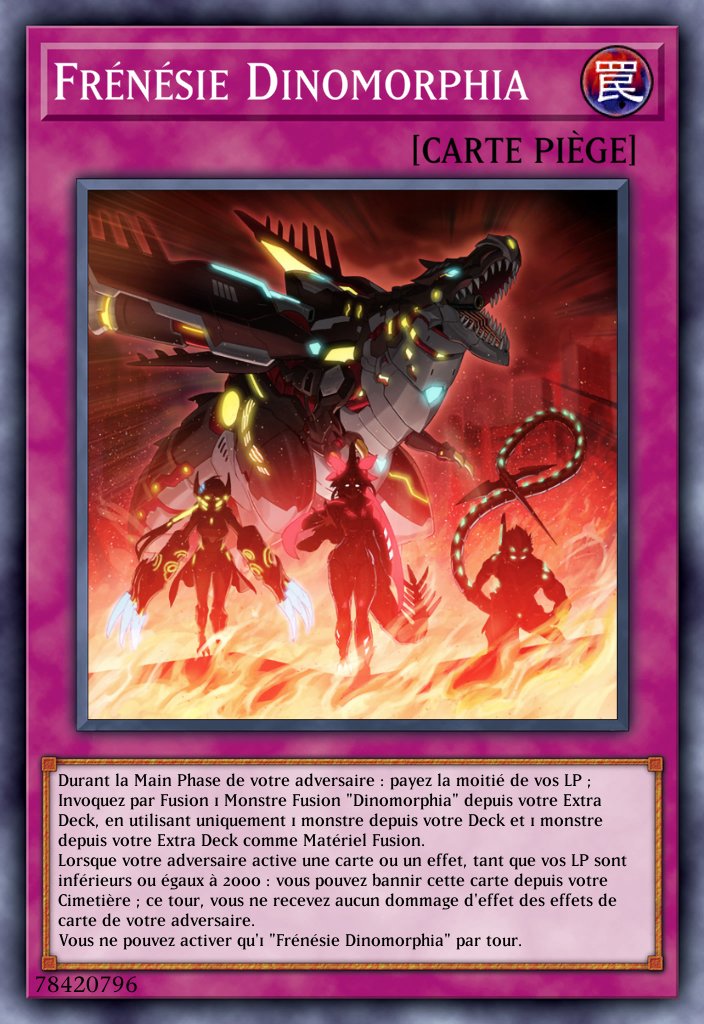 Frénésie Dinomorphia
罠
[CARTE PIÈGE]
Durant la Main Phase de votre adversaire : payez la moitié de vos LP ;
Invoquez par Fusion 1 Monstre Fusion "Dinomorphia" depuis votre Extra
Deck, en utilisant uniquement 1 monstre depuis votre Deck et 1 monstre
depuis votre Extra Deck comme Matériel Fusion.
Lorsque votre adversaire active une carte ou un effet, tant que vos LP sont
inférieurs ou égaux à 2000 : vous pouvez bannir cette carte depuis votre
Cimetière ; ce tour, vous ne recevez aucun dommage d'effet des effets de
carte de votre adversaire.
Vous ne pouvez activer qu'1 "Frénésie Dinomorphia" par tour.
78420796